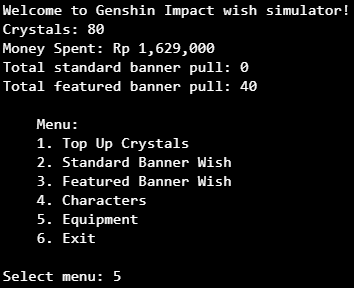 Welcome to Genshin Impact wish simulator!
Crystals: 80
Money Spent: Rp 1,629,000
Total standard banner pull: 0
Total featured banner pull: 40
Menu:
1. Top Up Crystals
2. Standard Banner Wish
3. Featured Banner Wish
4. Characters
5. Equipment
6. Exit
Select menu: 5